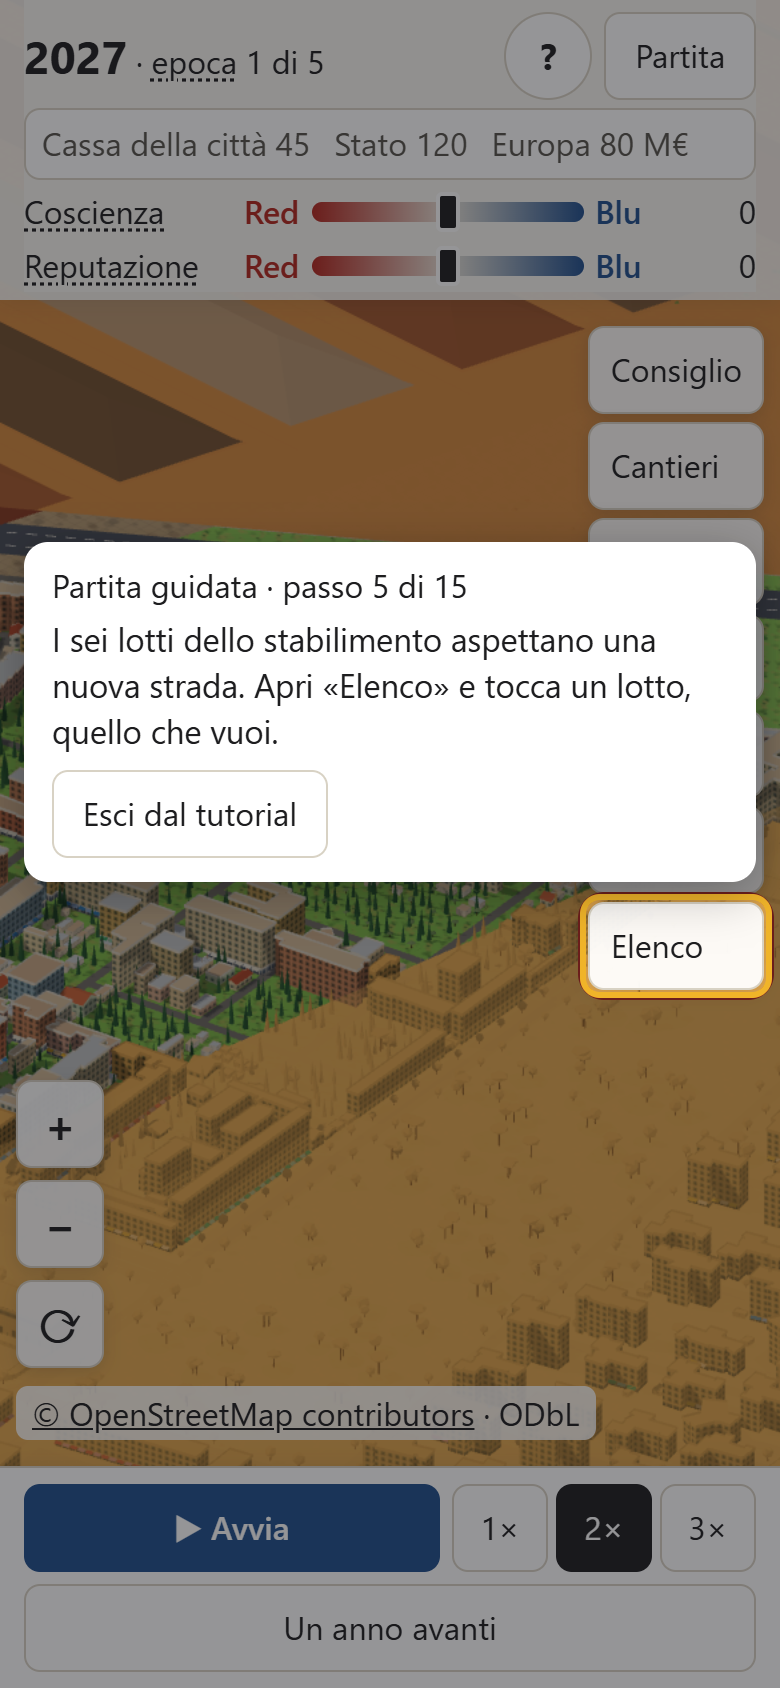 2027 · epoca 1 di 5
?
Partita
Cassa della città 45 Stato 120 Europa 80 M€
Coscienza Red Blu 0
Reputazione Red Blu 0
Consiglio
Cantieri
Partita guidata · passo 5 di 15
I sei lotti dello stabilimento aspettano una
nuova strada. Apri «Elenco» e tocca un lotto,
quello che vuoi.
Esci dal tutorial
Elenco
+
−
© OpenStreetMap contributors · ODbL
▶ Avvia
1×
2×
3×
Un anno avanti